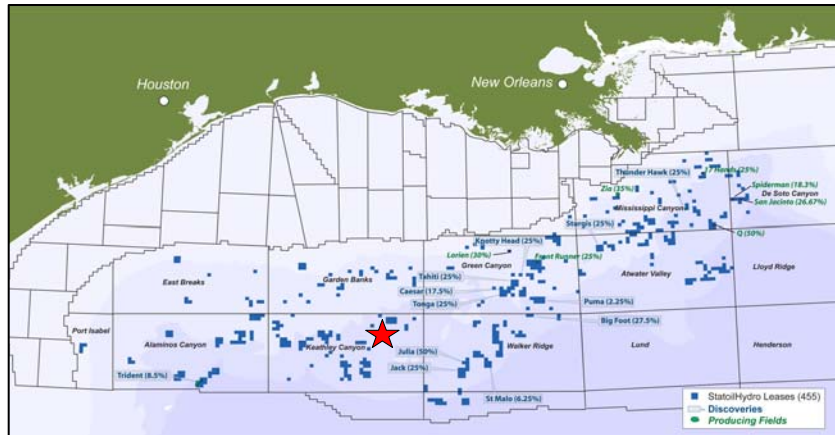 Houston
New Orleans
Thunder Hawk (25%)
17 Hands (25%)
Zia (35%)
Spiderman (18.3%)
De Soto Canyon
San Jacinto (26.67%)
Mississippi Canyon
Sturgis (25%)
Q (50%)
Knotty Head (25%)
Lorien (30%)
Front Runner (25%)
Green Canyon
Atwater Valley
Lloyd Ridge
Tahiti (25%)
East Breaks
Garden Banks
Caesar (17.5%)
Tonga (25%)
Puma (2.25%)
Big Foot (27.5%)
Port Isabel
Alaminos Canyon
Keathley Canyon
Walker Ridge
Lund
Henderson
Julia (50%)
Jack (25%)
Trident (8.5%)
St Malo (6.25%)
StatoilHydro Leases (455)
Discoveries
Producing Fields